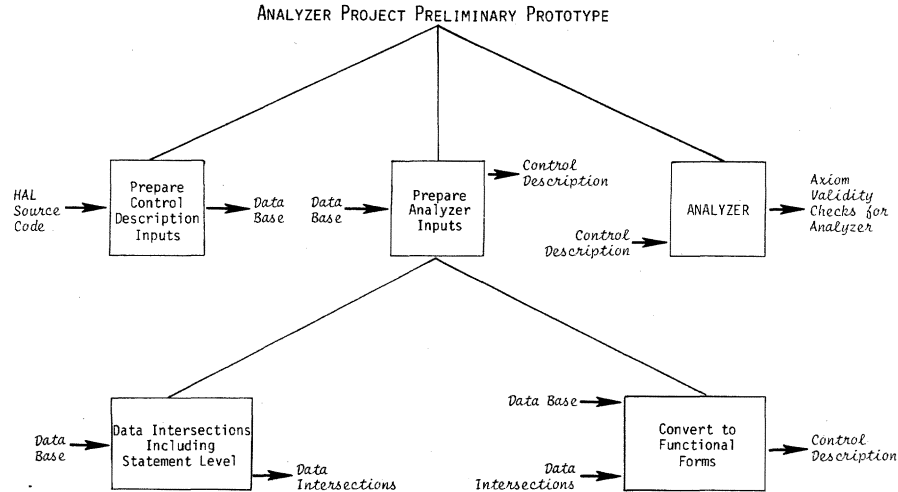 ANALYZER PROJECT PRELIMINARY PROTOTYPE
HAL
Source
Code
Prepare
Control
Description
Inputs
Data
Base
Data
Base
Prepare
Analyzer
Inputs
Control
Description
Control
Description
ANALYZER
Axiom
Validity
Checks for
Analyzer
Data
Base
Data Intersections
Including
Statement Level
Data
Intersections
Data Base
Data
Intersections
Convert to
Functional
Forms
Control
Description